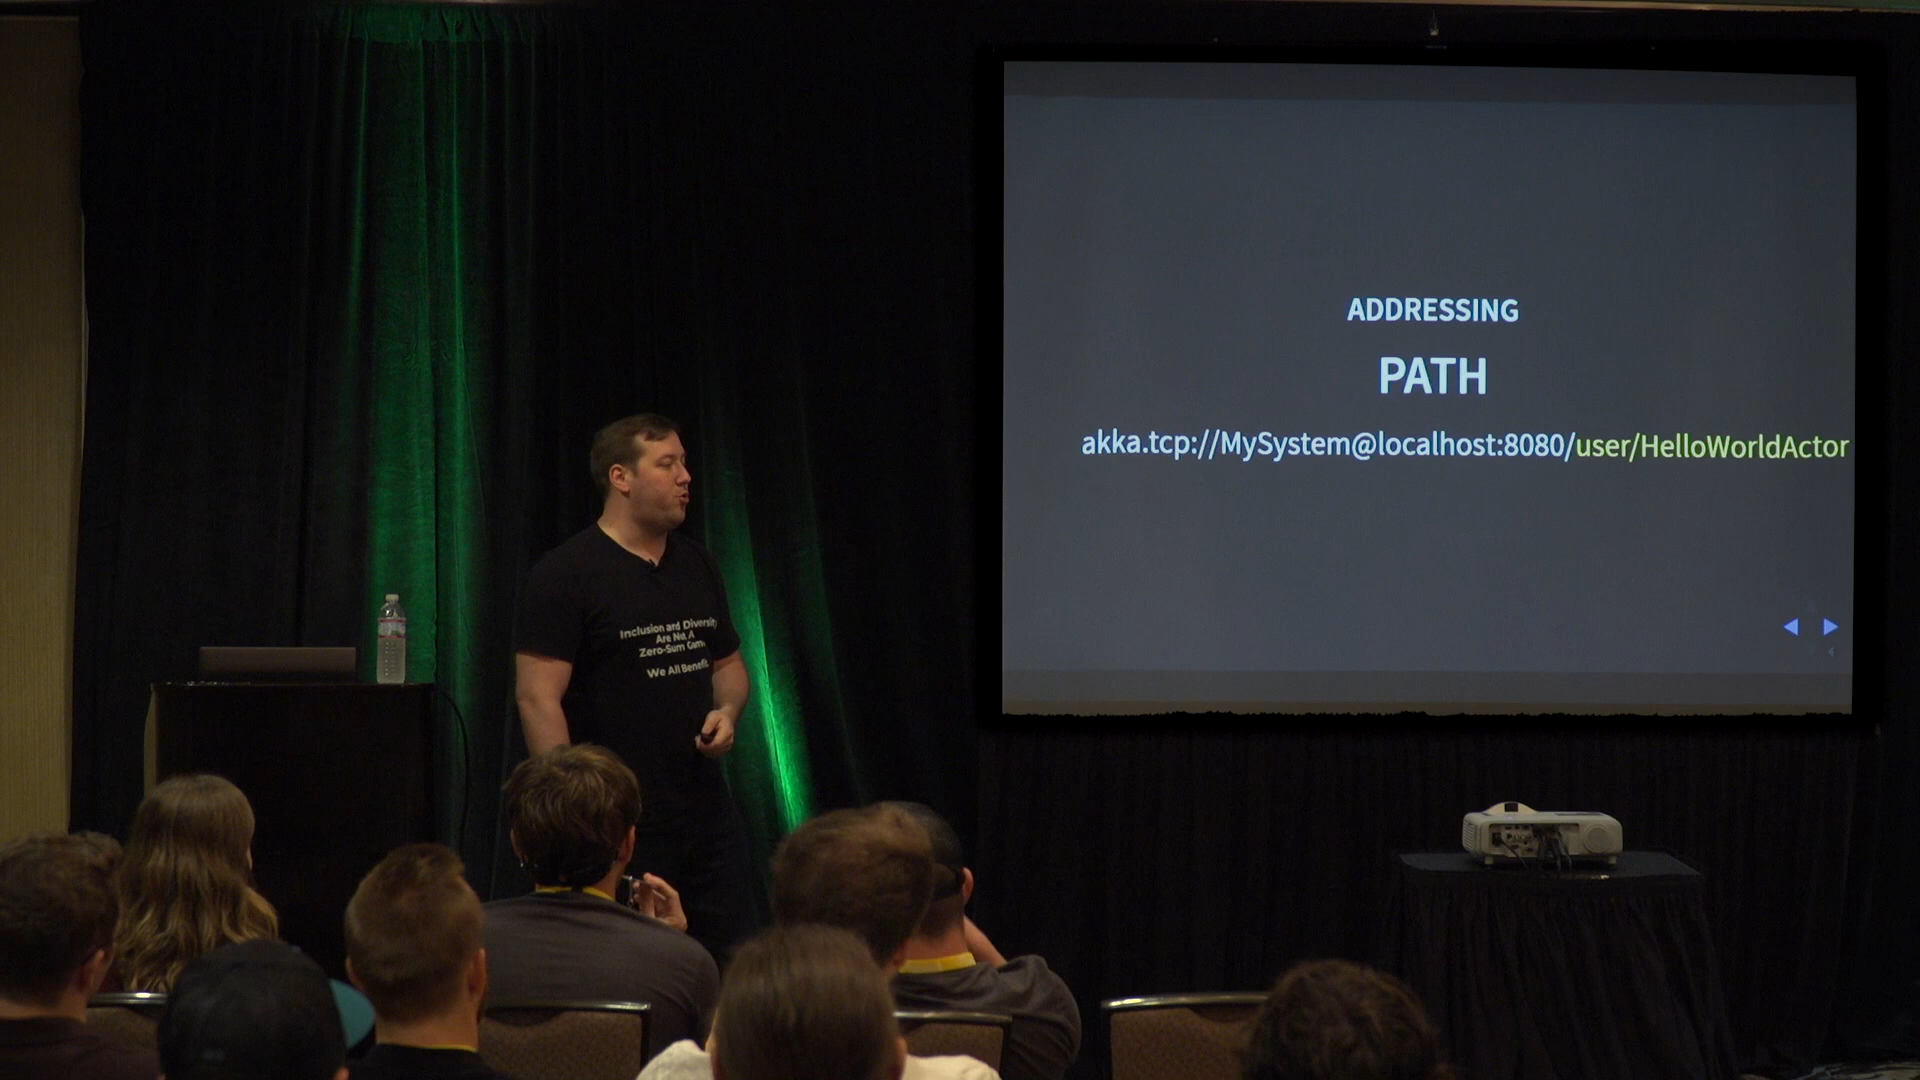 ADDRESSING
PATH
akka.tcp://MySystem@localhost:8080/user/HelloWorldActor
Inclusion and Diversity
Are Not A
Zero-Sum Game
We All Benefit.